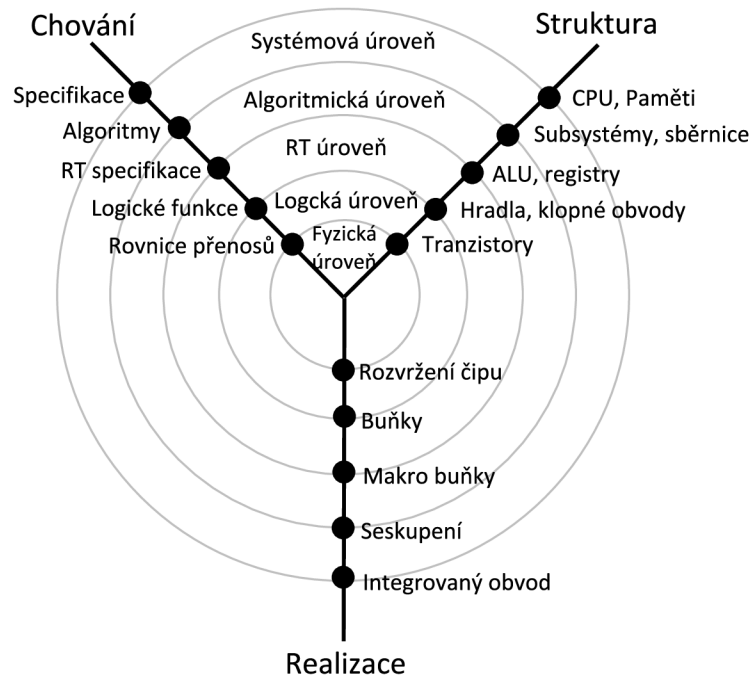 Chování
Struktura
Systémová úroveň
Specifikace
CPU, Paměti
Algoritmická úroveň
Algoritmy
Subsystémy, sběrnice
RT úroveň
RT specifikace
ALU, registry
Logcká úroveň
Logické funkce
Hradla, klopné obvody
Fyzická
úroveň
Rovnice přenosů
Tranzistory
Rozvržení čipu
Buňky
Makro buňky
Seskupení
Integrovaný obvod
Realizace